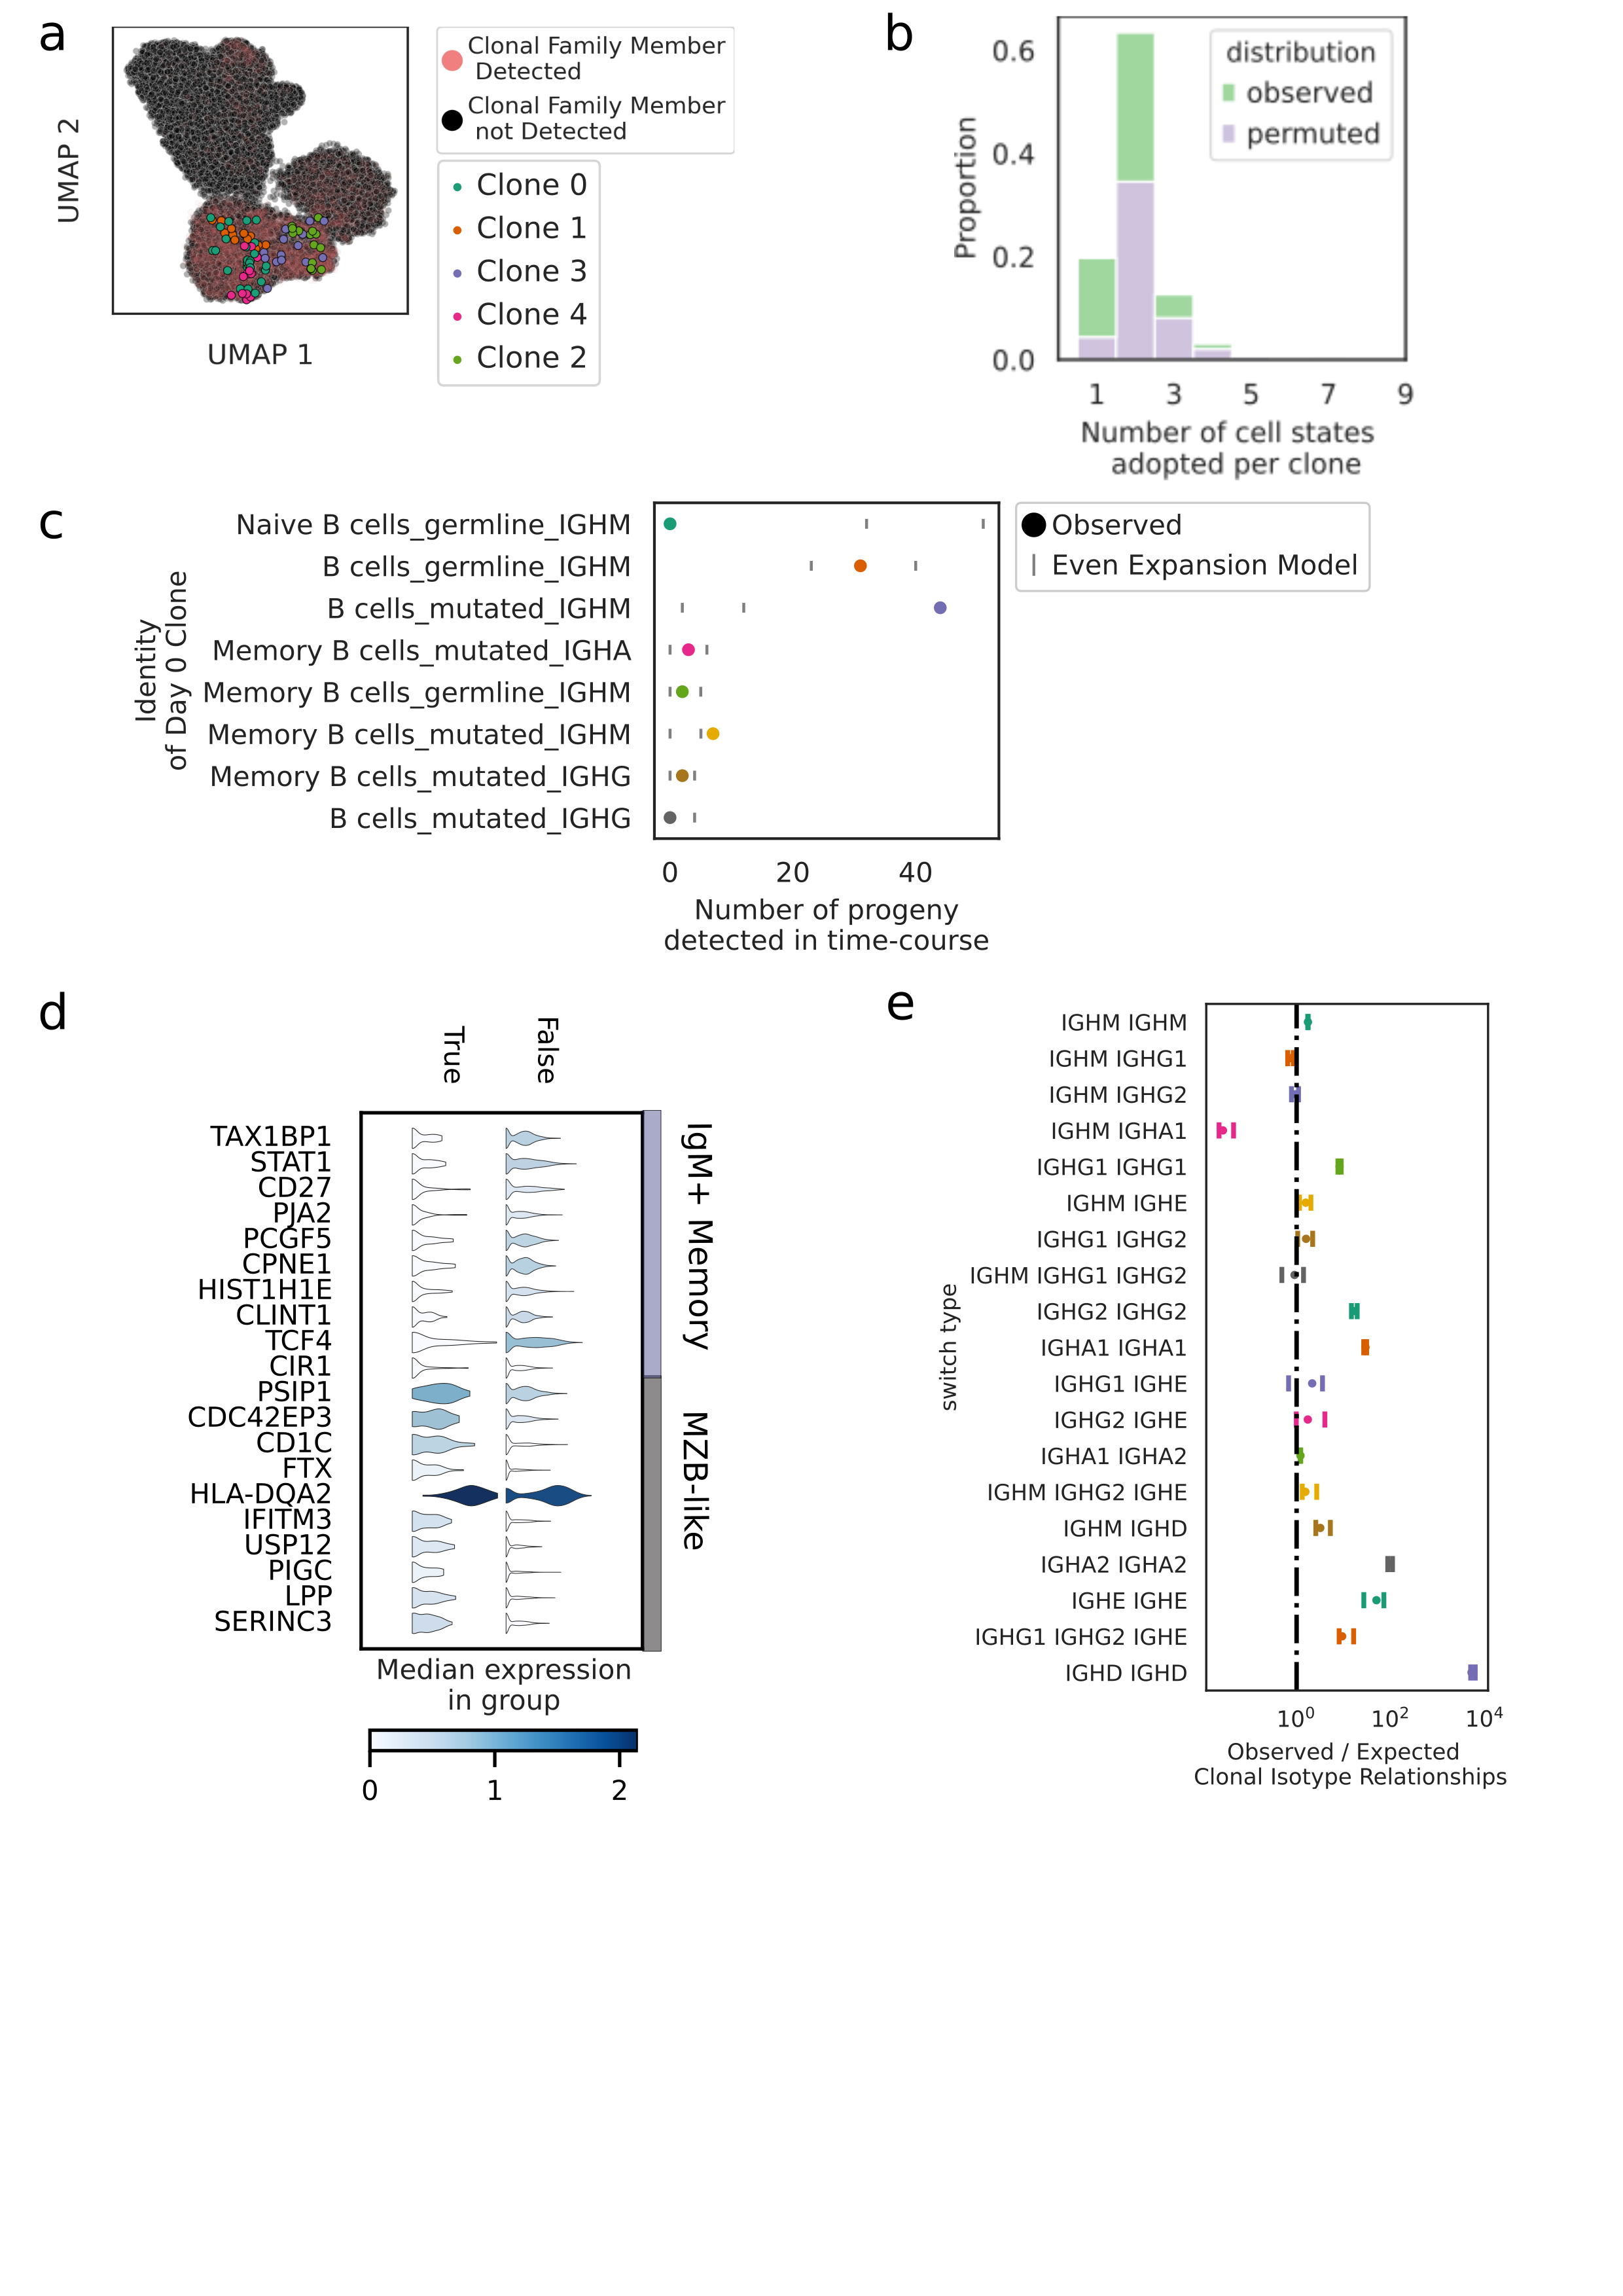 a
UMAP 2
UMAP 1
Clonal Family Member
Detected
Clonal Family Member
not Detected
Clone 0
Clone 1
Clone 3
Clone 4
Clone 2
b
Proportion
0.6
0.4
0.2
0.0
distribution
observed
permuted
1 3 5 7 9
Number of cell states
adopted per clone
c
Identity
of Day 0 Clone
Naive B cells_germline_IGHM
B cells_germline_IGHM
B cells_mutated_IGHM
Memory B cells_mutated_IGHA
Memory B cells_germline_IGHM
Memory B cells_mutated_IGHM
Memory B cells_mutated_IGHG
B cells_mutated_IGHG
0 20 40
Number of progeny
detected in time-course
Observed
Even Expansion Model
d
True
False
TAX1BP1
STAT1
CD27
PJA2
PCGF5
CPNE1
HIST1H1E
CLINT1
TCF4
CIR1
PSIP1
CDC42EP3
CD1C
FTX
HLA-DQA2
IFITM3
USP12
PIGC
LPP
SERINC3
IgM+ Memory
MZB-like
Median expression
in group
0 1 2
e
switch type
IGHM IGHM
IGHM IGHG1
IGHM IGHG2
IGHM IGHA1
IGHG1 IGHG1
IGHM IGHE
IGHG1 IGHG2
IGHM IGHG1 IGHG2
IGHG2 IGHG2
IGHA1 IGHA1
IGHG1 IGHE
IGHG2 IGHE
IGHA1 IGHA2
IGHM IGHG2 IGHE
IGHM IGHD
IGHA2 IGHA2
IGHE IGHE
IGHG1 IGHG2 IGHE
IGHD IGHD
10⁰ 10² 10⁴
Observed / Expected
Clonal Isotype Relationships